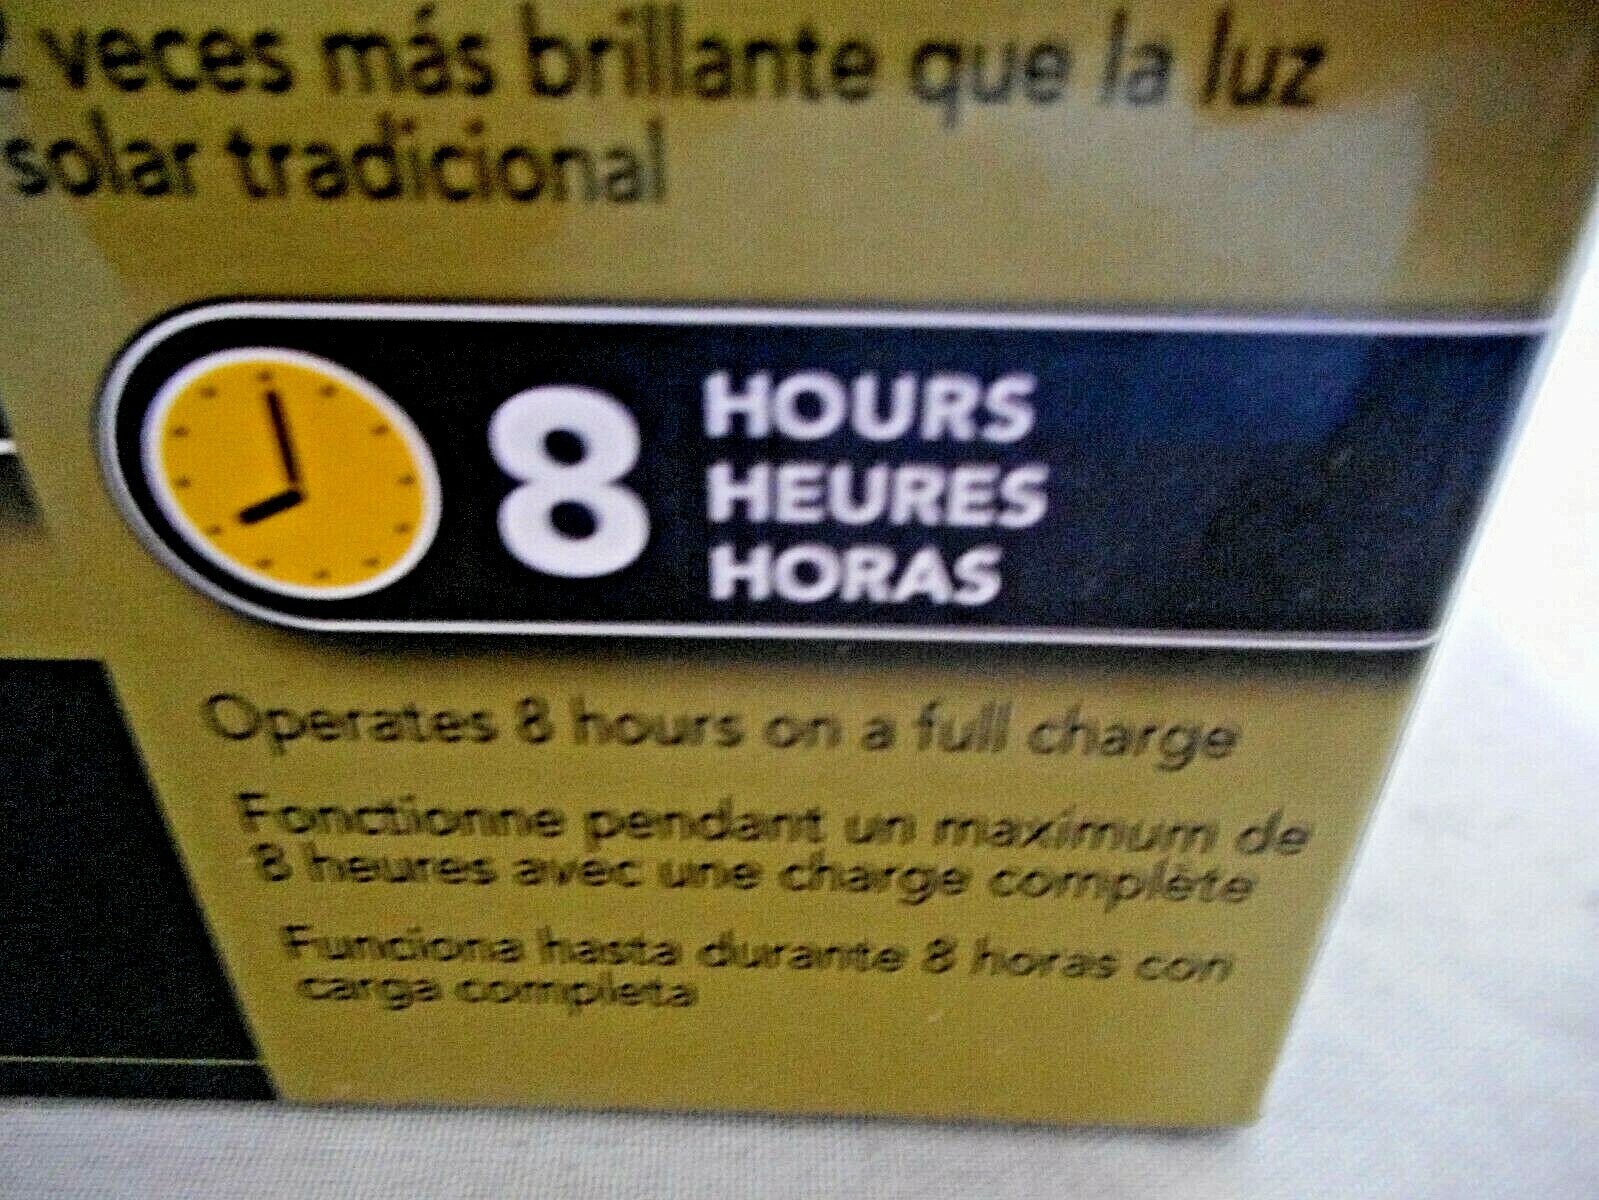 2 veces más brillante que la luz
solar tradicional
8
HOURS
HEURES
HORAS
Operates 8 hours on a full charge
Fonctionne pendant un maximum de
8 heures avec une charge complète
Funciona hasta durante 8 horas con
carga completa